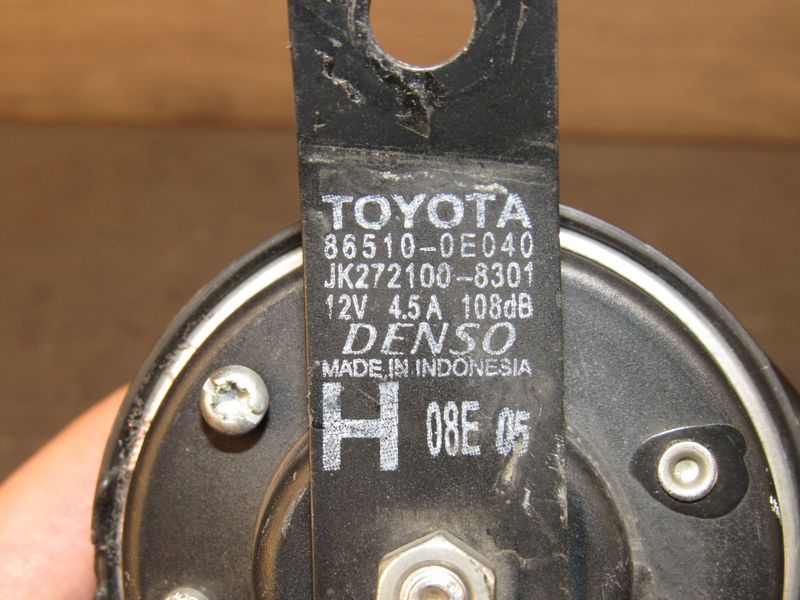 TOYOTA
86510-0E040
JK272100-8301
12V 4.5A 108dB
DENSO
MADE IN INDONESIA
H 08E 05